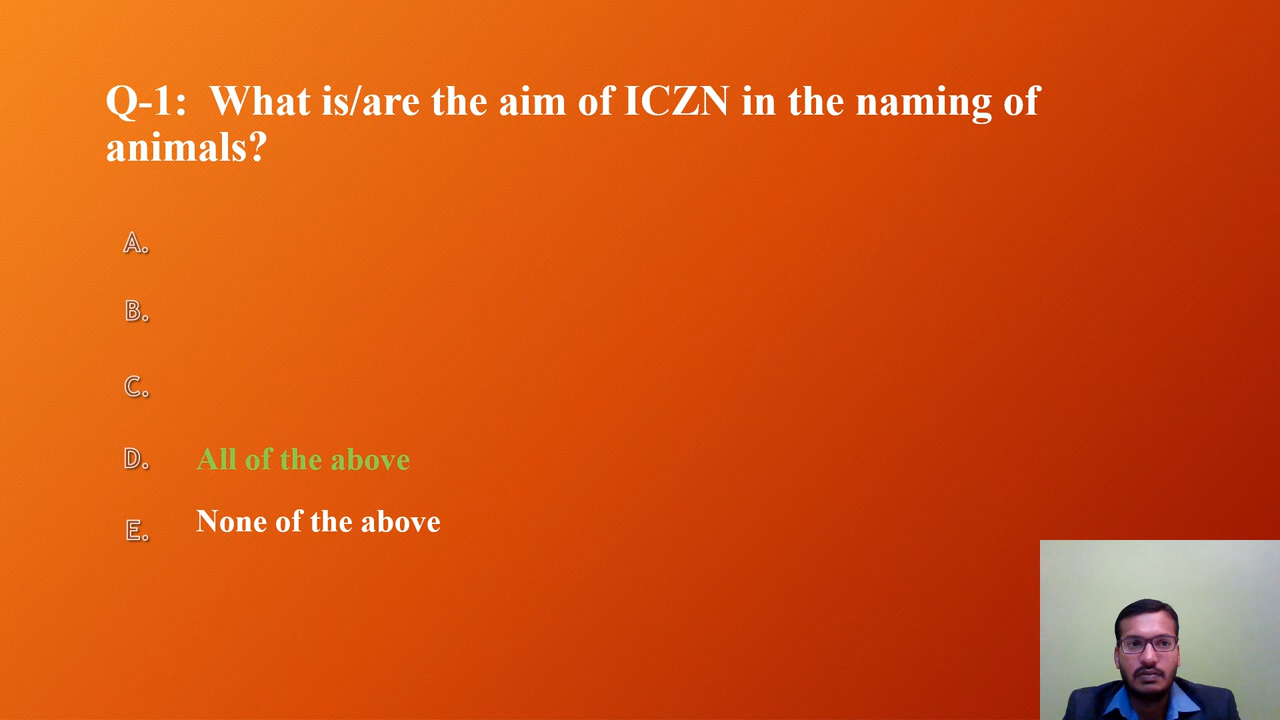 Q-1: What is/are the aim of ICZN in the naming of
animals?
A.
B.
C.
D. All of the above
E. None of the above